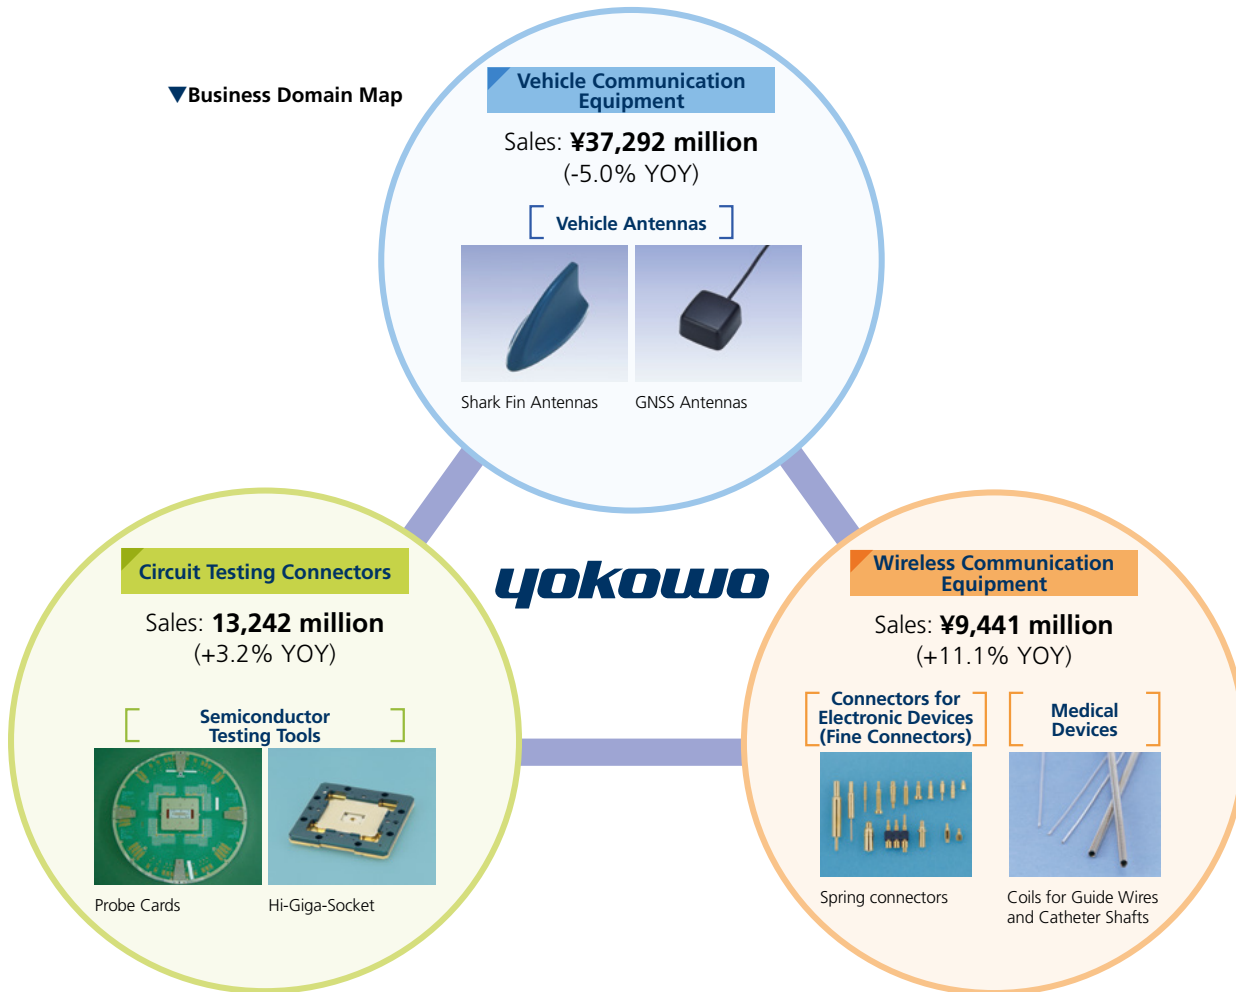 ▼Business Domain Map
Vehicle Communication
Equipment
Sales: ¥37,292 million
(-5.0% YOY)
Vehicle Antennas
Shark Fin Antennas
GNSS Antennas
yokowo
Circuit Testing Connectors
Sales: 13,242 million
(+3.2% YOY)
Semiconductor
Testing Tools
Probe Cards
Hi-Giga-Socket
Wireless Communication
Equipment
Sales: ¥9,441 million
(+11.1% YOY)
Connectors for
Electronic Devices
(Fine Connectors)
Medical
Devices
Spring connectors
Coils for Guide Wires
and Catheter Shafts